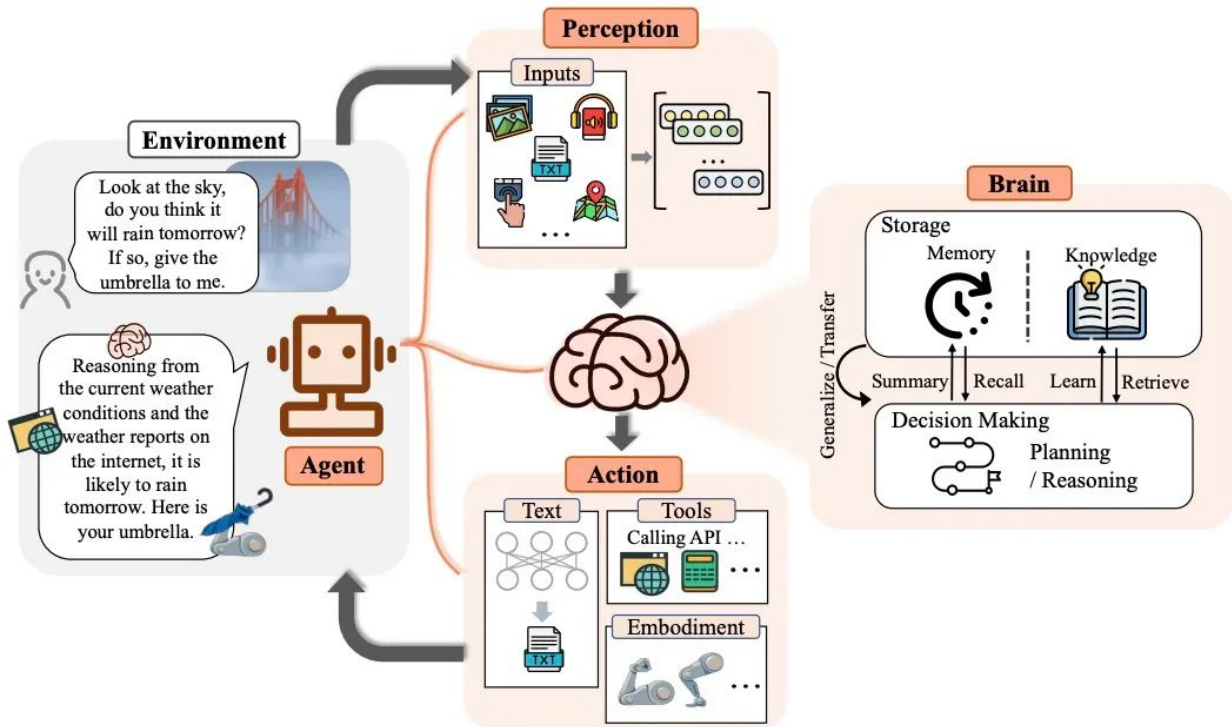 Perception
Inputs
TXT
...
...
Environment
Look at the sky,
do you think it
will rain tomorrow?
If so, give the
umbrella to me.
Reasoning from
the current weather
conditions and the
weather reports on
the internet, it is
likely to rain
tomorrow. Here is
your umbrella.
Agent
Brain
Storage
Memory
Knowledge
Generalize / Transfer
Summary
Recall
Learn
Retrieve
Decision Making
Planning
/ Reasoning
Action
Text
TXT
Tools
Calling API ...
...
Embodiment
...